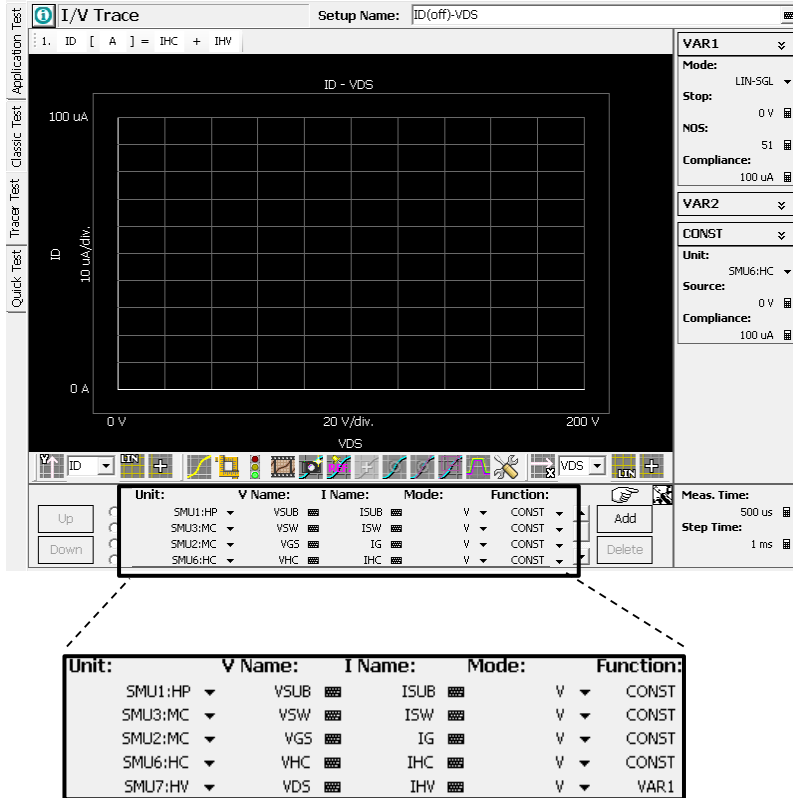 I/V Trace Setup Name: ID(off)-VDS
Application Test
Classic Test
Tracer Test
Quick Test
1. ID [ A ] = IHC + IHV
ID - VDS
100 uA
ID
10 uA/div.
0 A
0 V 20 V/div. 200 V
VDS
VAR1
Mode:
LIN-SGL
Stop:
0 V
NOS:
51
Compliance:
100 uA
VAR2
CONST
Unit:
SMU6:HC
Source:
0 V
Compliance:
100 uA
Y ID LIN X VDS LIN
Up
Down
Unit: V Name: I Name: Mode: Function:
SMU1:HP VSUB ISUB V CONST
SMU3:MC VSW ISW V CONST
SMU2:MC VGS IG V CONST
SMU6:HC VHC IHC V CONST
Add
Delete
Meas. Time:
500 us
Step Time:
1 ms
Unit: V Name: I Name: Mode: Function:
SMU1:HP VSUB ISUB V CONST
SMU3:MC VSW ISW V CONST
SMU2:MC VGS IG V CONST
SMU6:HC VHC IHC V CONST
SMU7:HV VDS IHV V VAR1